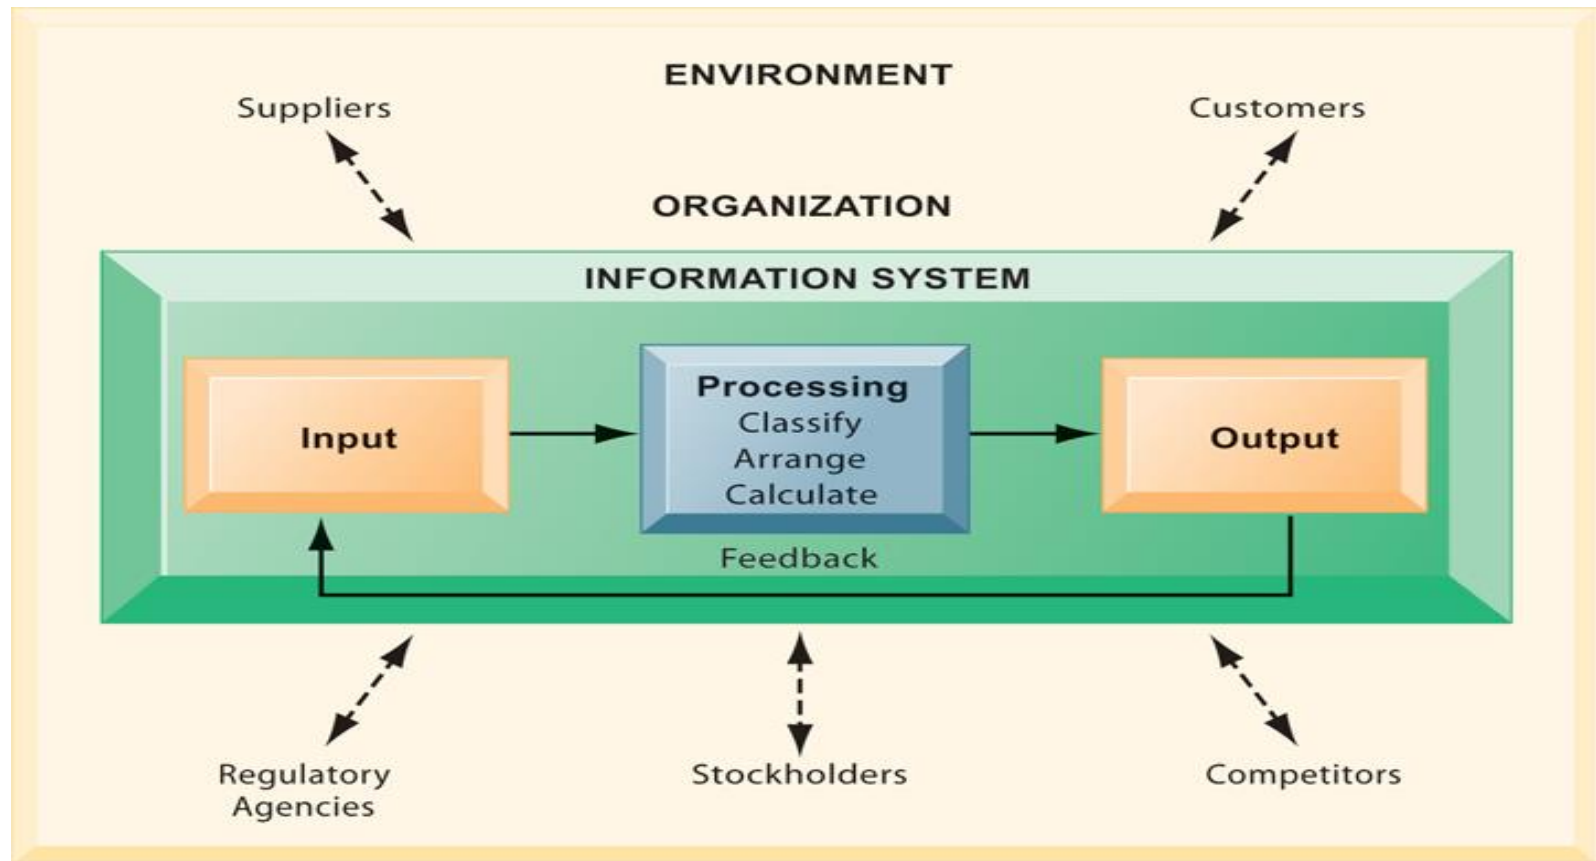 ENVIRONMENT
Suppliers
Customers
ORGANIZATION
INFORMATION SYSTEM
Input
Processing
Classify
Arrange
Calculate
Output
Feedback
Regulatory
Agencies
Stockholders
Competitors